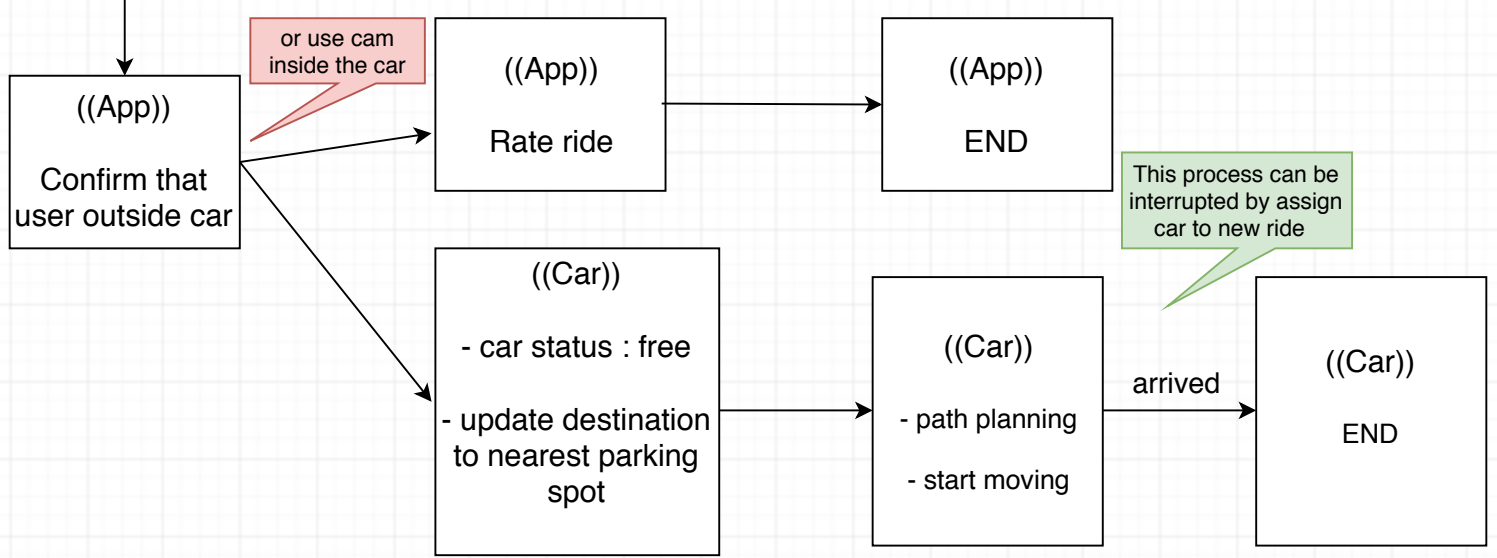 ((App))
Confirm that
user outside car
or use cam
inside the car
((App))
Rate ride
((App))
END
((Car))
- car status : free
- update destination
to nearest parking
spot
((Car))
- path planning
- start moving
This process can be
interrupted by assign
car to new ride
arrived
((Car))
END